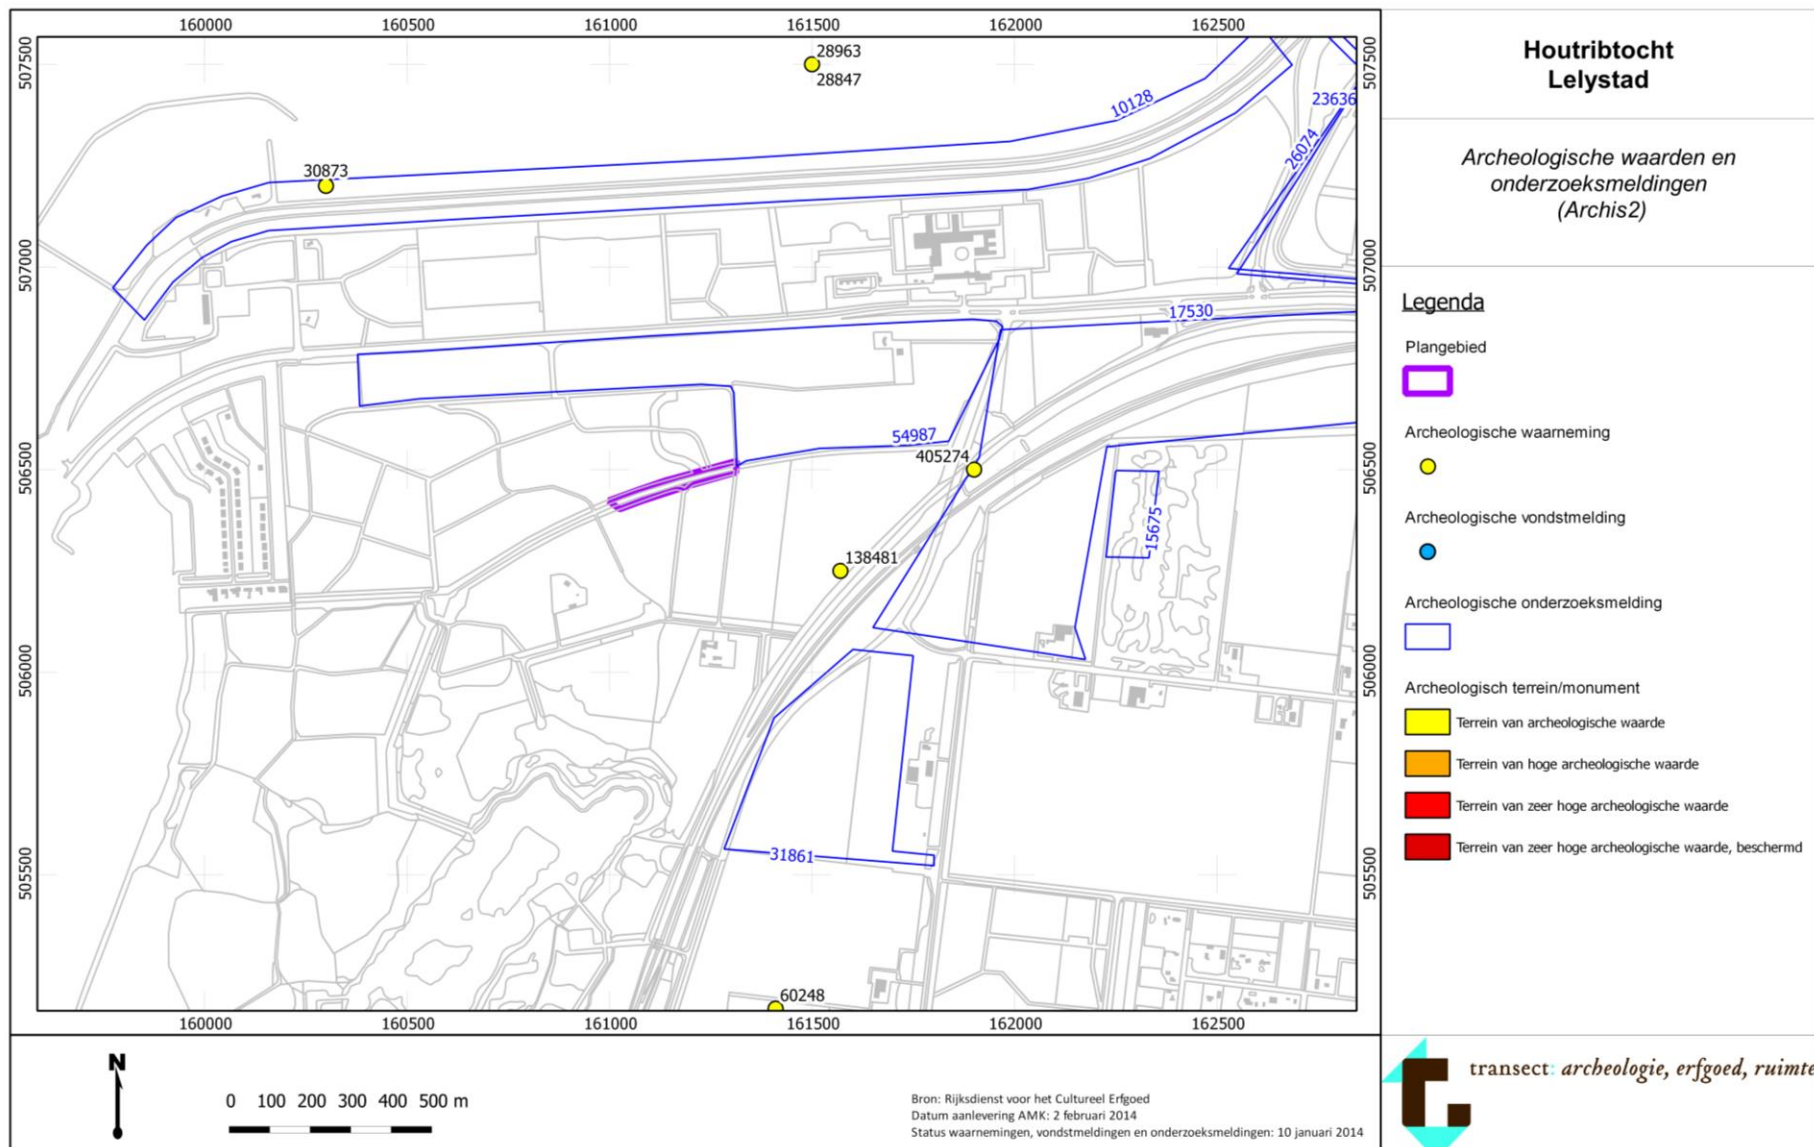 160000 160500 161000 161500 162000 162500
507500
507000
506500
506000
505500
507500
507000
506500
506000
505500
28963
28847
10128
23636
26074
30873
17530
54987
405274
15675
138481
31861
60248
160000 160500 161000 161500 162000 162500
Houtribtocht
Lelystad
Archeologische waarden en
onderzoeksmeldingen
(Archis2)
Legenda
Plangebied
Archeologische waarneming
Archeologische vondstmelding
Archeologische onderzoeksmelding
Archeologisch terrein/monument
Terrein van archeologische waarde
Terrein van hoge archeologische waarde
Terrein van zeer hoge archeologische waarde
Terrein van zeer hoge archeologische waarde, beschermd
N
0 100 200 300 400 500 m
Bron: Rijksdienst voor het Cultureel Erfgoed
Datum aanlevering AMK: 2 februari 2014
Status waarnemingen, vondstmeldingen en onderzoeksmeldingen: 10 januari 2014
transect: archeologie, erfgoed, ruimte